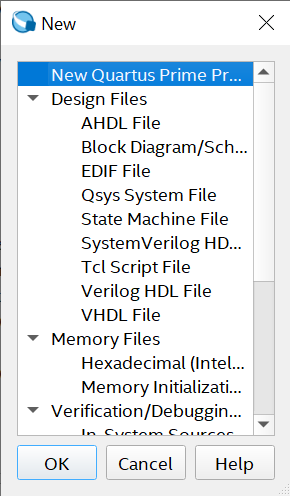 New
New Quartus Prime Pr...
Design Files
AHDL File
Block Diagram/Sch...
EDIF File
Qsys System File
State Machine File
SystemVerilog HD...
Tcl Script File
Verilog HDL File
VHDL File
Memory Files
Hexadecimal (Intel...
Memory Initializati...
Verification/Debuggin...
In-System Sources
OK
Cancel
Help